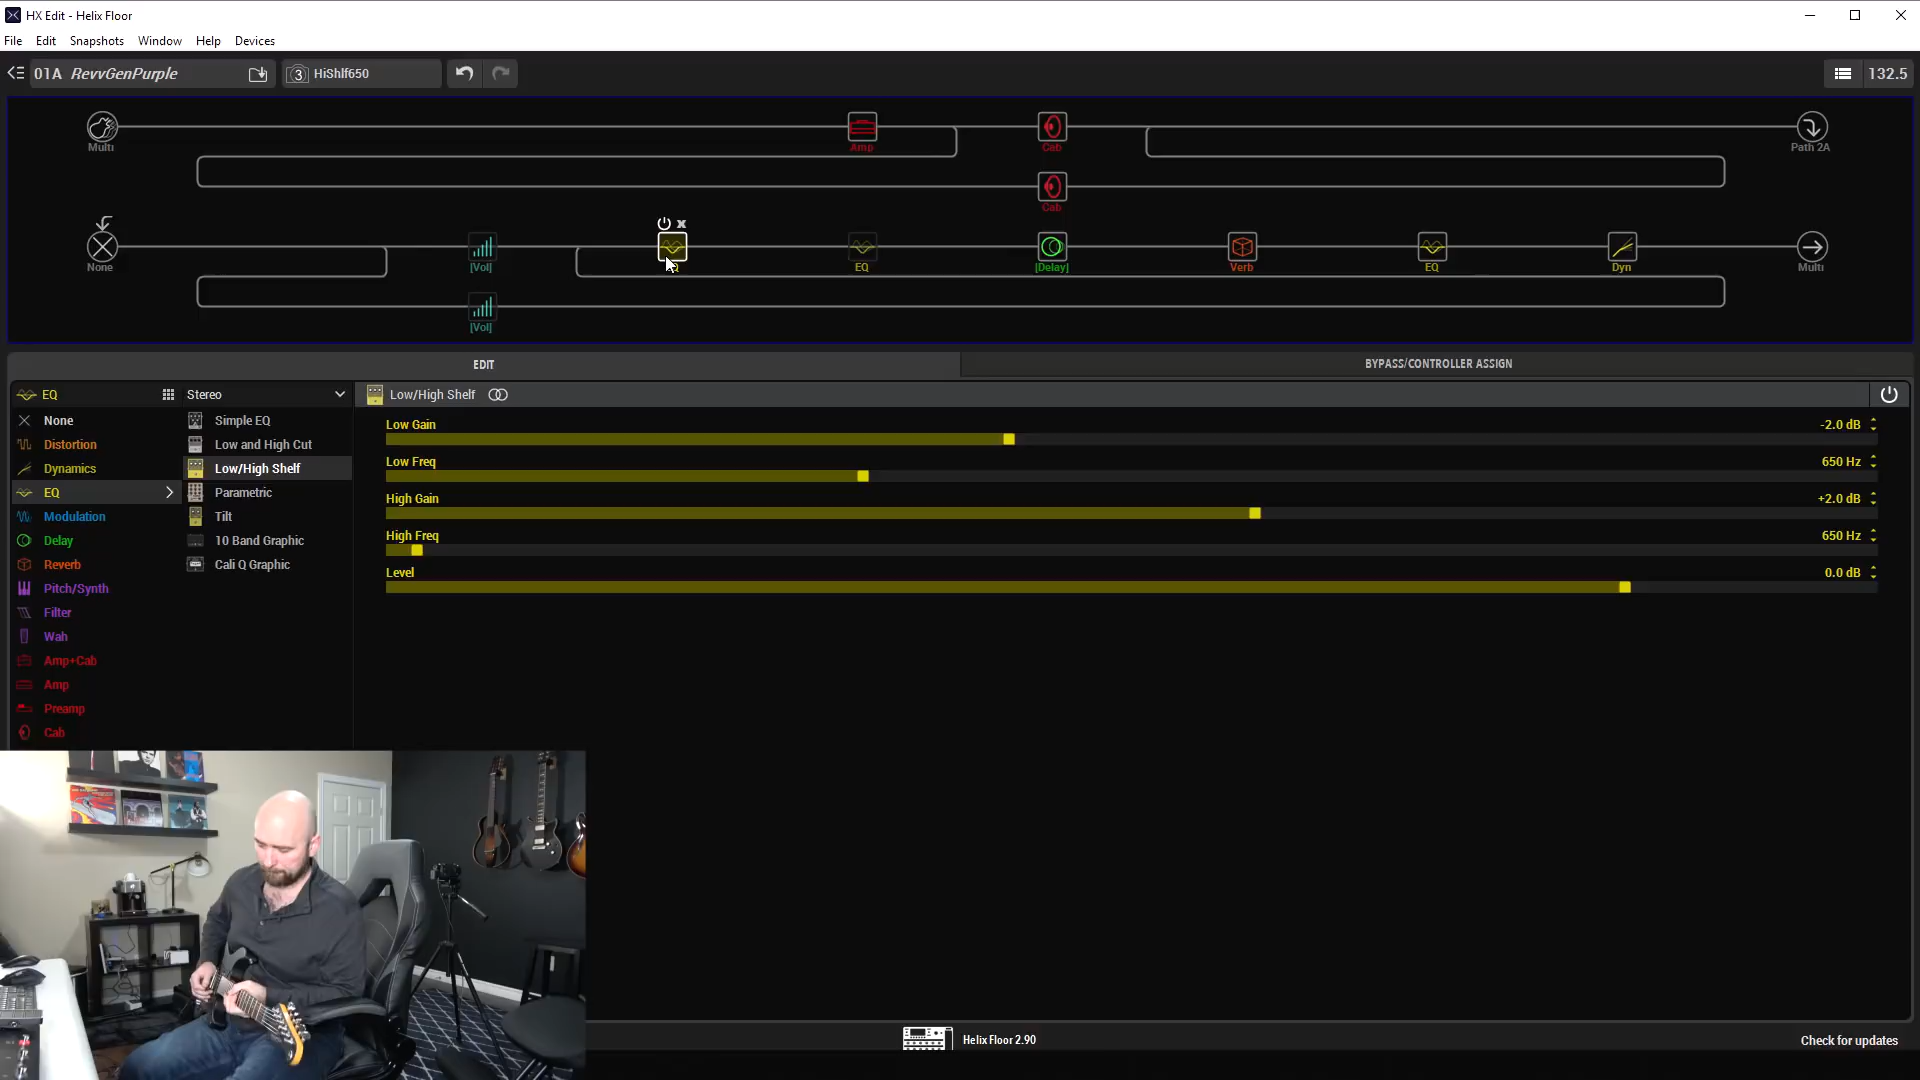 HX Edit - Helix Floor
File Edit Snapshots Window Help Devices
01A RevvGenPurple 3 HiShlf650 132.5
Multi Amp Cab Path 2A
Cab
None [Vol] EQ [Delay] Verb EQ Dyn Multi
[Vol]
EDIT BYPASS/CONTROLLER ASSIGN
EQ Stereo Low/High Shelf
None Simple EQ Low Gain -2.0 dB
Distortion Low and High Cut
Dynamics Low/High Shelf Low Freq 650 Hz
EQ Parametric High Gain +2.0 dB
Modulation Tilt
Delay 10 Band Graphic High Freq 650 Hz
Reverb Cali Q Graphic Level 0.0 dB
Pitch/Synth
Filter
Wah
Amp+Cab
Amp
Preamp
Cab
Helix Floor 2.90 Check for updates